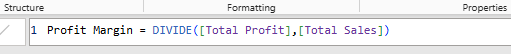 Structure
Formatting
Properties
1 Profit Margin = DIVIDE([Total Profit],[Total Sales])